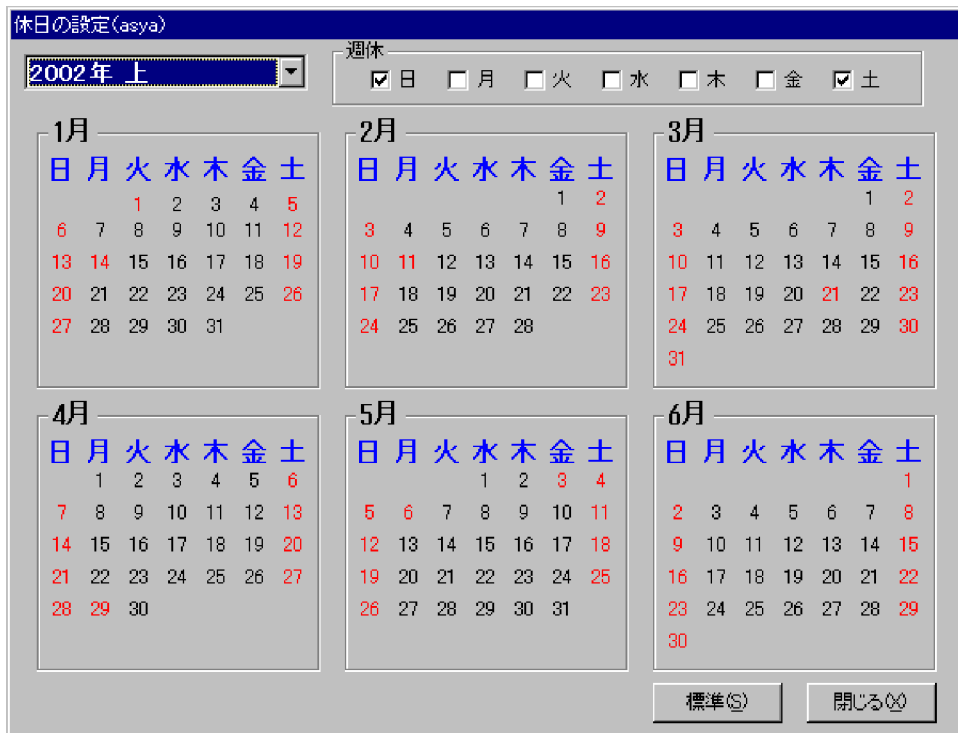 休日の設定(asya)
2002年 上
週休
日 月 火 水 木 金 土
1月
日 月 火 水 木 金 土
1 2 3 4 5
6 7 8 9 10 11 12
13 14 15 16 17 18 19
20 21 22 23 24 25 26
27 28 29 30 31
2月
日 月 火 水 木 金 土
1 2
3 4 5 6 7 8 9
10 11 12 13 14 15 16
17 18 19 20 21 22 23
24 25 26 27 28
3月
日 月 火 水 木 金 土
1 2
3 4 5 6 7 8 9
10 11 12 13 14 15 16
17 18 19 20 21 22 23
24 25 26 27 28 29 30
31
4月
日 月 火 水 木 金 土
1 2 3 4 5 6
7 8 9 10 11 12 13
14 15 16 17 18 19 20
21 22 23 24 25 26 27
28 29 30
5月
日 月 火 水 木 金 土
1 2 3 4
5 6 7 8 9 10 11
12 13 14 15 16 17 18
19 20 21 22 23 24 25
26 27 28 29 30 31
6月
日 月 火 水 木 金 土
1
2 3 4 5 6 7 8
9 10 11 12 13 14 15
16 17 18 19 20 21 22
23 24 25 26 27 28 29
30
標準(S)
閉じる(X)